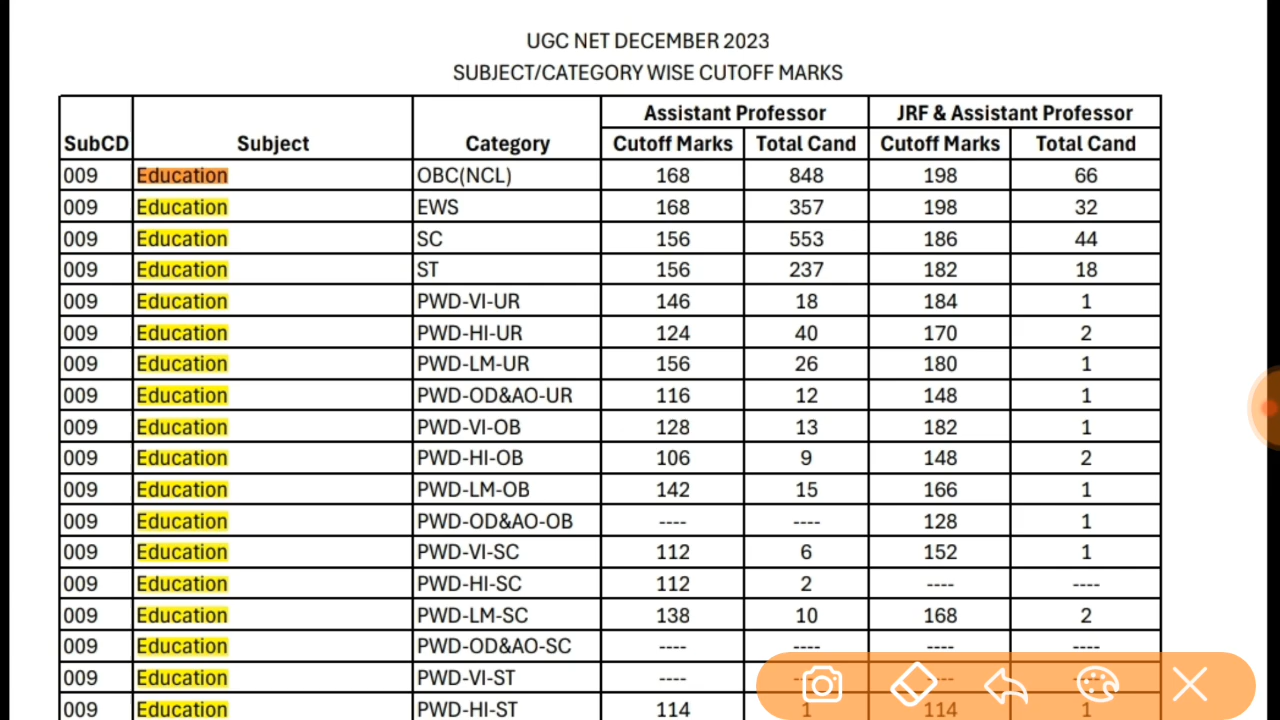 UGC NET DECEMBER 2023
SUBJECT/CATEGORY WISE CUTOFF MARKS
Assistant Professor JRF & Assistant Professor
SubCD Subject Category Cutoff Marks Total Cand Cutoff Marks Total Cand
009 Education OBC(NCL) 168 848 198 66
009 Education EWS 168 357 198 32
009 Education SC 156 553 186 44
009 Education ST 156 237 182 18
009 Education PWD-VI-UR 146 18 184 1
009 Education PWD-HI-UR 124 40 170 2
009 Education PWD-LM-UR 156 26 180 1
009 Education PWD-OD&AO-UR 116 12 148 1
009 Education PWD-VI-OB 128 13 182 1
009 Education PWD-HI-OB 106 9 148 2
009 Education PWD-LM-OB 142 15 166 1
009 Education PWD-OD&AO-OB ---- ---- 128 1
009 Education PWD-VI-SC 112 6 152 1
009 Education PWD-HI-SC 112 2 ---- ----
009 Education PWD-LM-SC 138 10 168 2
009 Education PWD-OD&AO-SC ---- ---- ---- ----
009 Education PWD-VI-ST ----
009 Education PWD-HI-ST 114 1 114 1